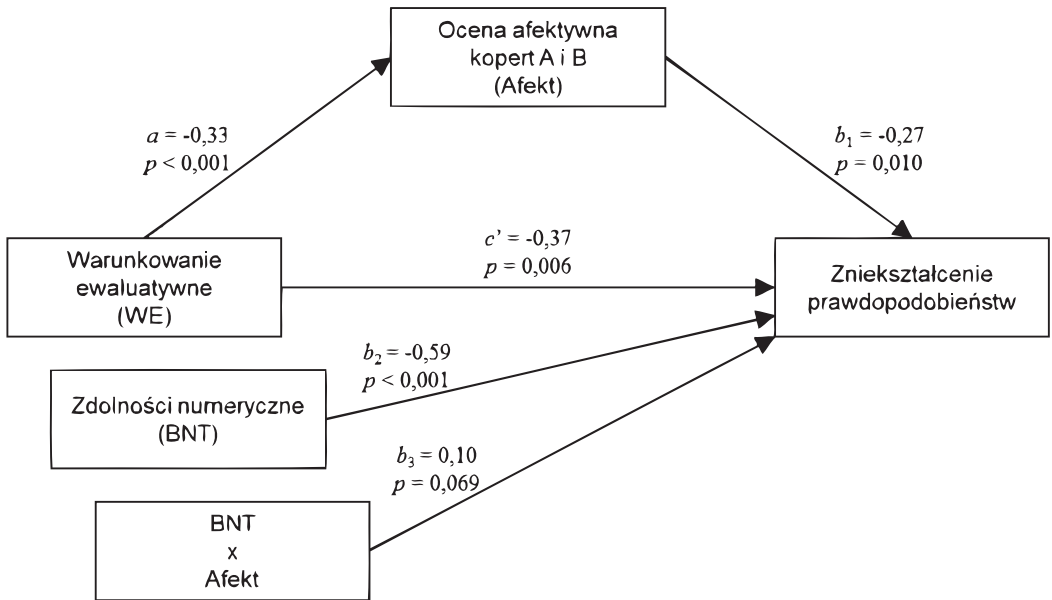 Ocena afektywna
kopert A i B
(Afekt)
a = -0,33
p < 0,001
b₁ = -0,27
p = 0,010
Warunkowanie
ewaluatywne
(WE)
c’ = -0,37
p = 0,006
Zniekształcenie
prawdopodobieństw
b₂ = -0,59
p < 0,001
Zdolności numeryczne
(BNT)
b₃ = 0,10
p = 0,069
BNT
x
Afekt